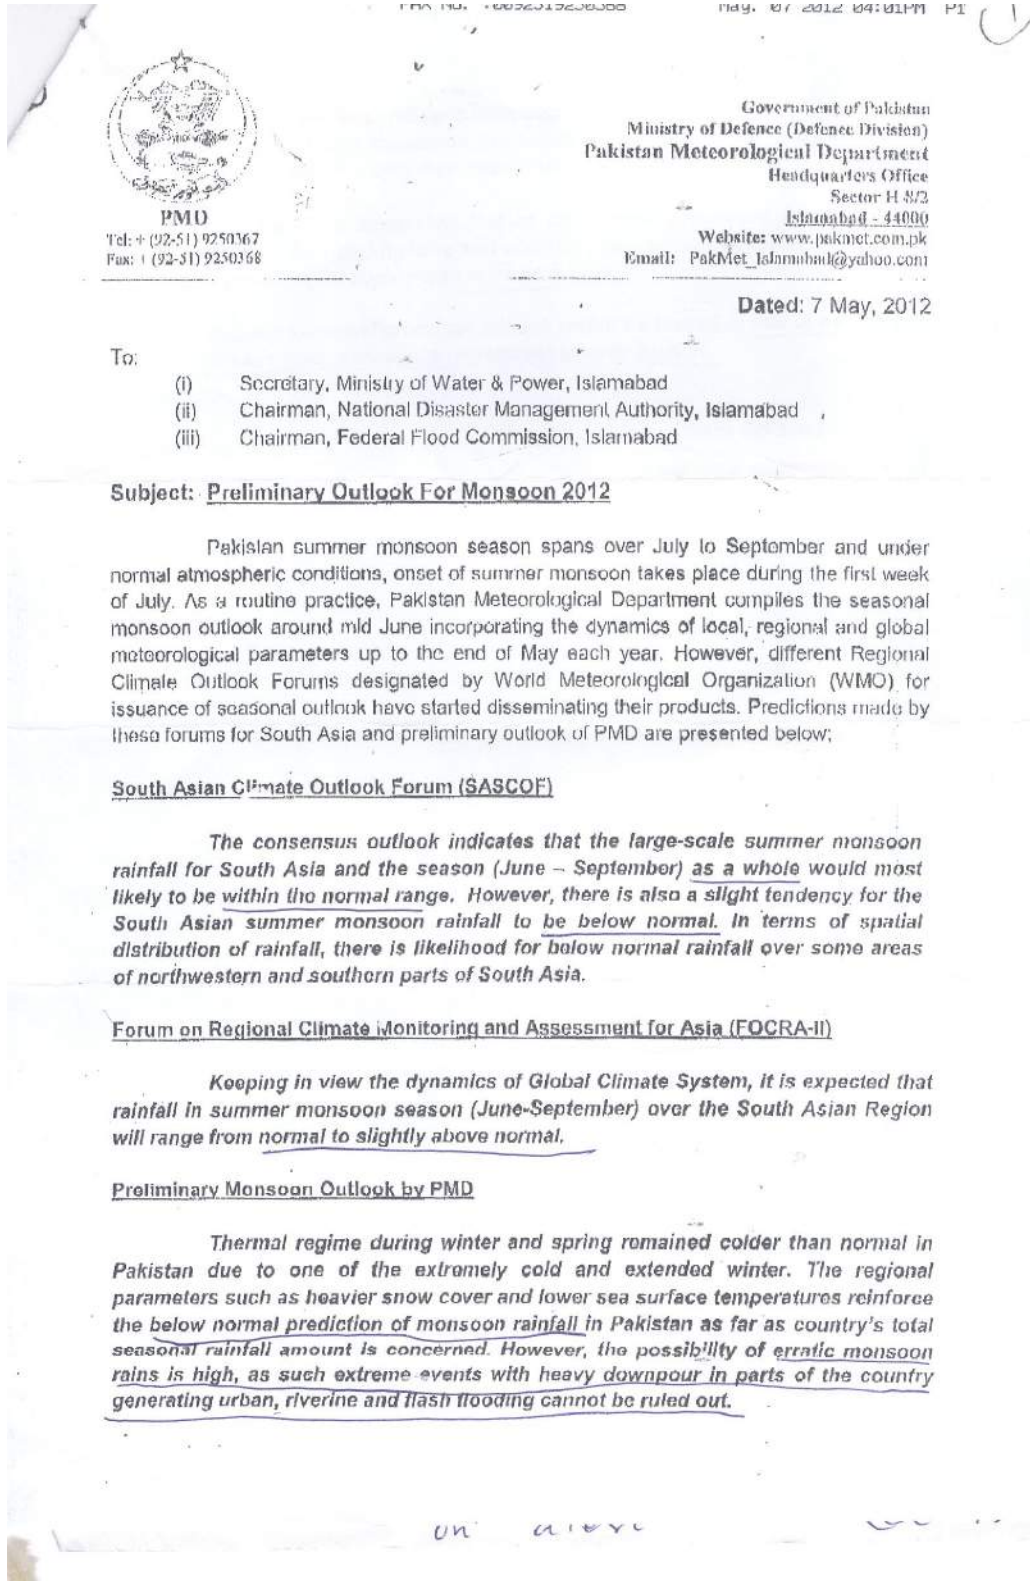 May. 07 2012 04:01PM P1
Government of Pakistan
Ministry of Defence (Defence Division)
Pakistan Meteorological Department
Headquarters Office
Sector H-8/2
Islamabad - 44000
Website: www.pakmet.com.pk
Email: PakMet_Islamabad@yahoo.com
PMD
Tel: + (92-51) 9250367
Fax: + (92-51) 9250368
Dated: 7 May, 2012
To:
(i) Secretary, Ministry of Water & Power, Islamabad
(ii) Chairman, National Disaster Management Authority, Islamabad
(iii) Chairman, Federal Flood Commission, Islamabad
Subject: Preliminary Outlook For Monsoon 2012
Pakistan summer monsoon season spans over July to September and under
normal atmospheric conditions, onset of summer monsoon takes place during the first week
of July. As a routine practice, Pakistan Meteorological Department compiles the seasonal
monsoon outlook around mid June incorporating the dynamics of local, regional and global
meteorological parameters up to the end of May each year. However, different Regional
Climate Outlook Forums designated by World Meteorological Organization (WMO) for
issuance of seasonal outlook have started disseminating their products. Predictions made by
these forums for South Asia and preliminary outlook of PMD are presented below;
South Asian Climate Outlook Forum (SASCOF)
The consensus outlook indicates that the large-scale summer monsoon
rainfall for South Asia and the season (June – September) as a whole would most
likely to be within the normal range. However, there is also a slight tendency for the
South Asian summer monsoon rainfall to be below normal. In terms of spatial
distribution of rainfall, there is likelihood for below normal rainfall over some areas
of northwestern and southern parts of South Asia.
Forum on Regional Climate Monitoring and Assessment for Asia (FOCRA-II)
Keeping in view the dynamics of Global Climate System, it is expected that
rainfall in summer monsoon season (June-September) over the South Asian Region
will range from normal to slightly above normal.
Preliminary Monsoon Outlook by PMD
Thermal regime during winter and spring remained colder than normal in
Pakistan due to one of the extremely cold and extended winter. The regional
parameters such as heavier snow cover and lower sea surface temperatures reinforce
the below normal prediction of monsoon rainfall in Pakistan as far as country's total
seasonal rainfall amount is concerned. However, the possibility of erratic monsoon
rains is high, as such extreme events with heavy downpour in parts of the country
generating urban, riverine and flash flooding cannot be ruled out.